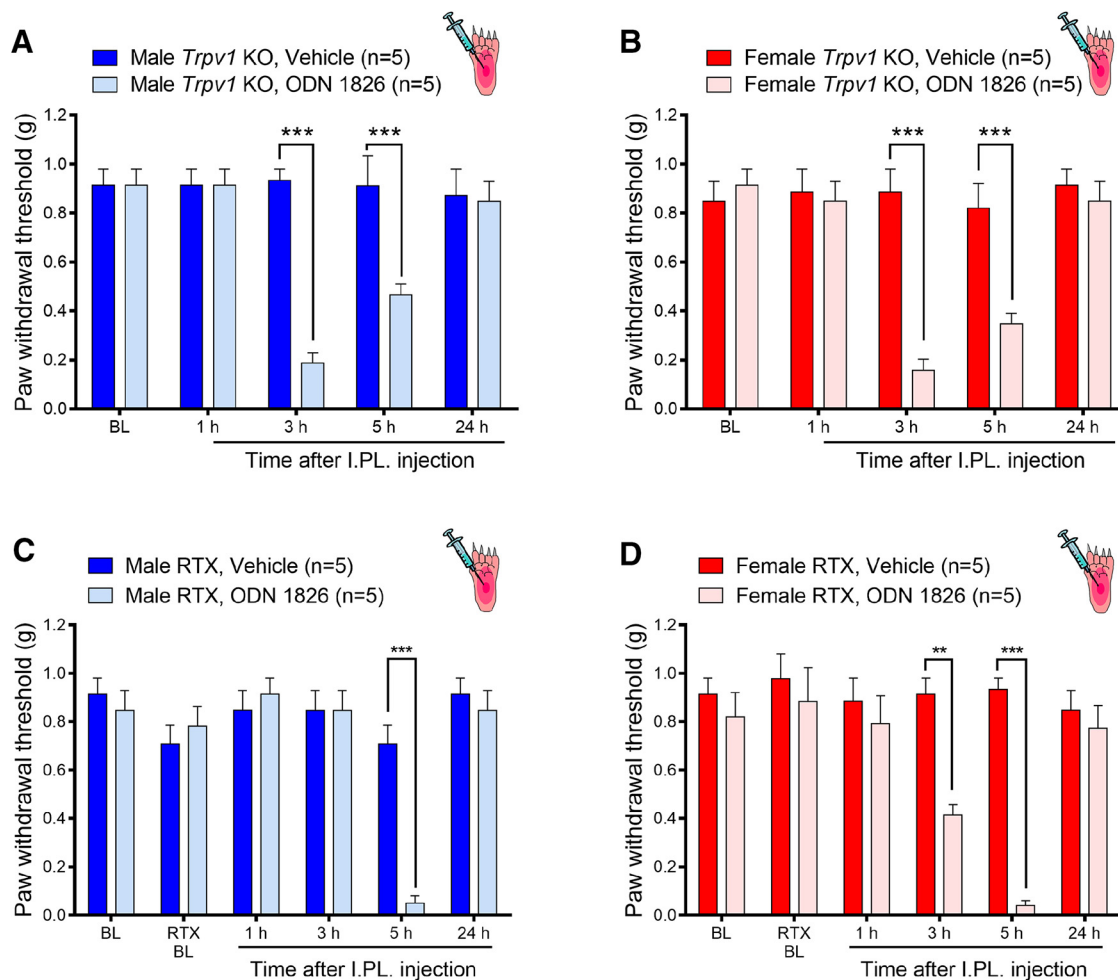 A
Male Trpv1 KO, Vehicle (n=5)
Male Trpv1 KO, ODN 1826 (n=5)
Paw withdrawal threshold (g)
1.2
1.0
0.8
0.6
0.4
0.2
0.0
***
***
BL 1 h 3 h 5 h 24 h
Time after I.PL. injection
B
Female Trpv1 KO, Vehicle (n=5)
Female Trpv1 KO, ODN 1826 (n=5)
Paw withdrawal threshold (g)
1.2
1.0
0.8
0.6
0.4
0.2
0.0
***
***
BL 1 h 3 h 5 h 24 h
Time after I.PL. injection
C
Male RTX, Vehicle (n=5)
Male RTX, ODN 1826 (n=5)
Paw withdrawal threshold (g)
1.2
1.0
0.8
0.6
0.4
0.2
0.0
***
BL RTX 1 h 3 h 5 h 24 h
BL
Time after I.PL. injection
D
Female RTX, Vehicle (n=5)
Female RTX, ODN 1826 (n=5)
Paw withdrawal threshold (g)
1.2
1.0
0.8
0.6
0.4
0.2
0.0
**
***
BL RTX 1 h 3 h 5 h 24 h
BL
Time after I.PL. injection